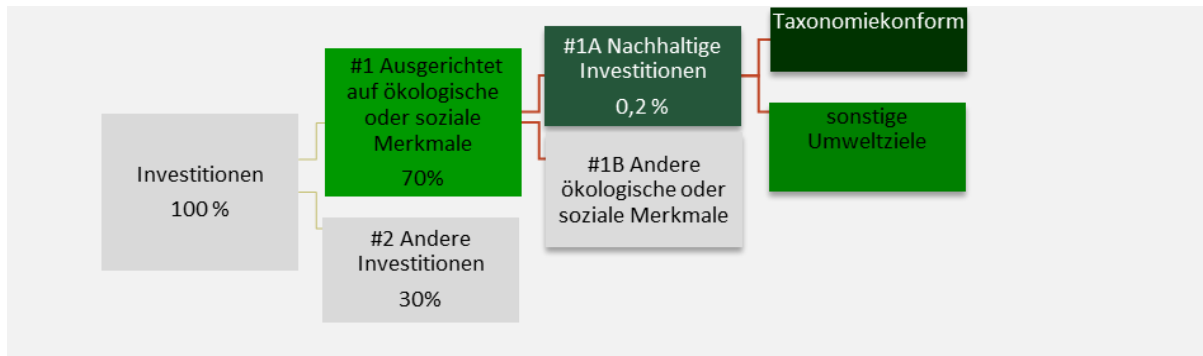 Investitionen
100 %
#1 Ausgerichtet
auf ökologische
oder soziale
Merkmale
70%
#2 Andere
Investitionen
30%
#1A Nachhaltige
Investitionen
0,2 %
#1B Andere
ökologische oder
soziale Merkmale
Taxonomiekonform
sonstige
Umweltziele